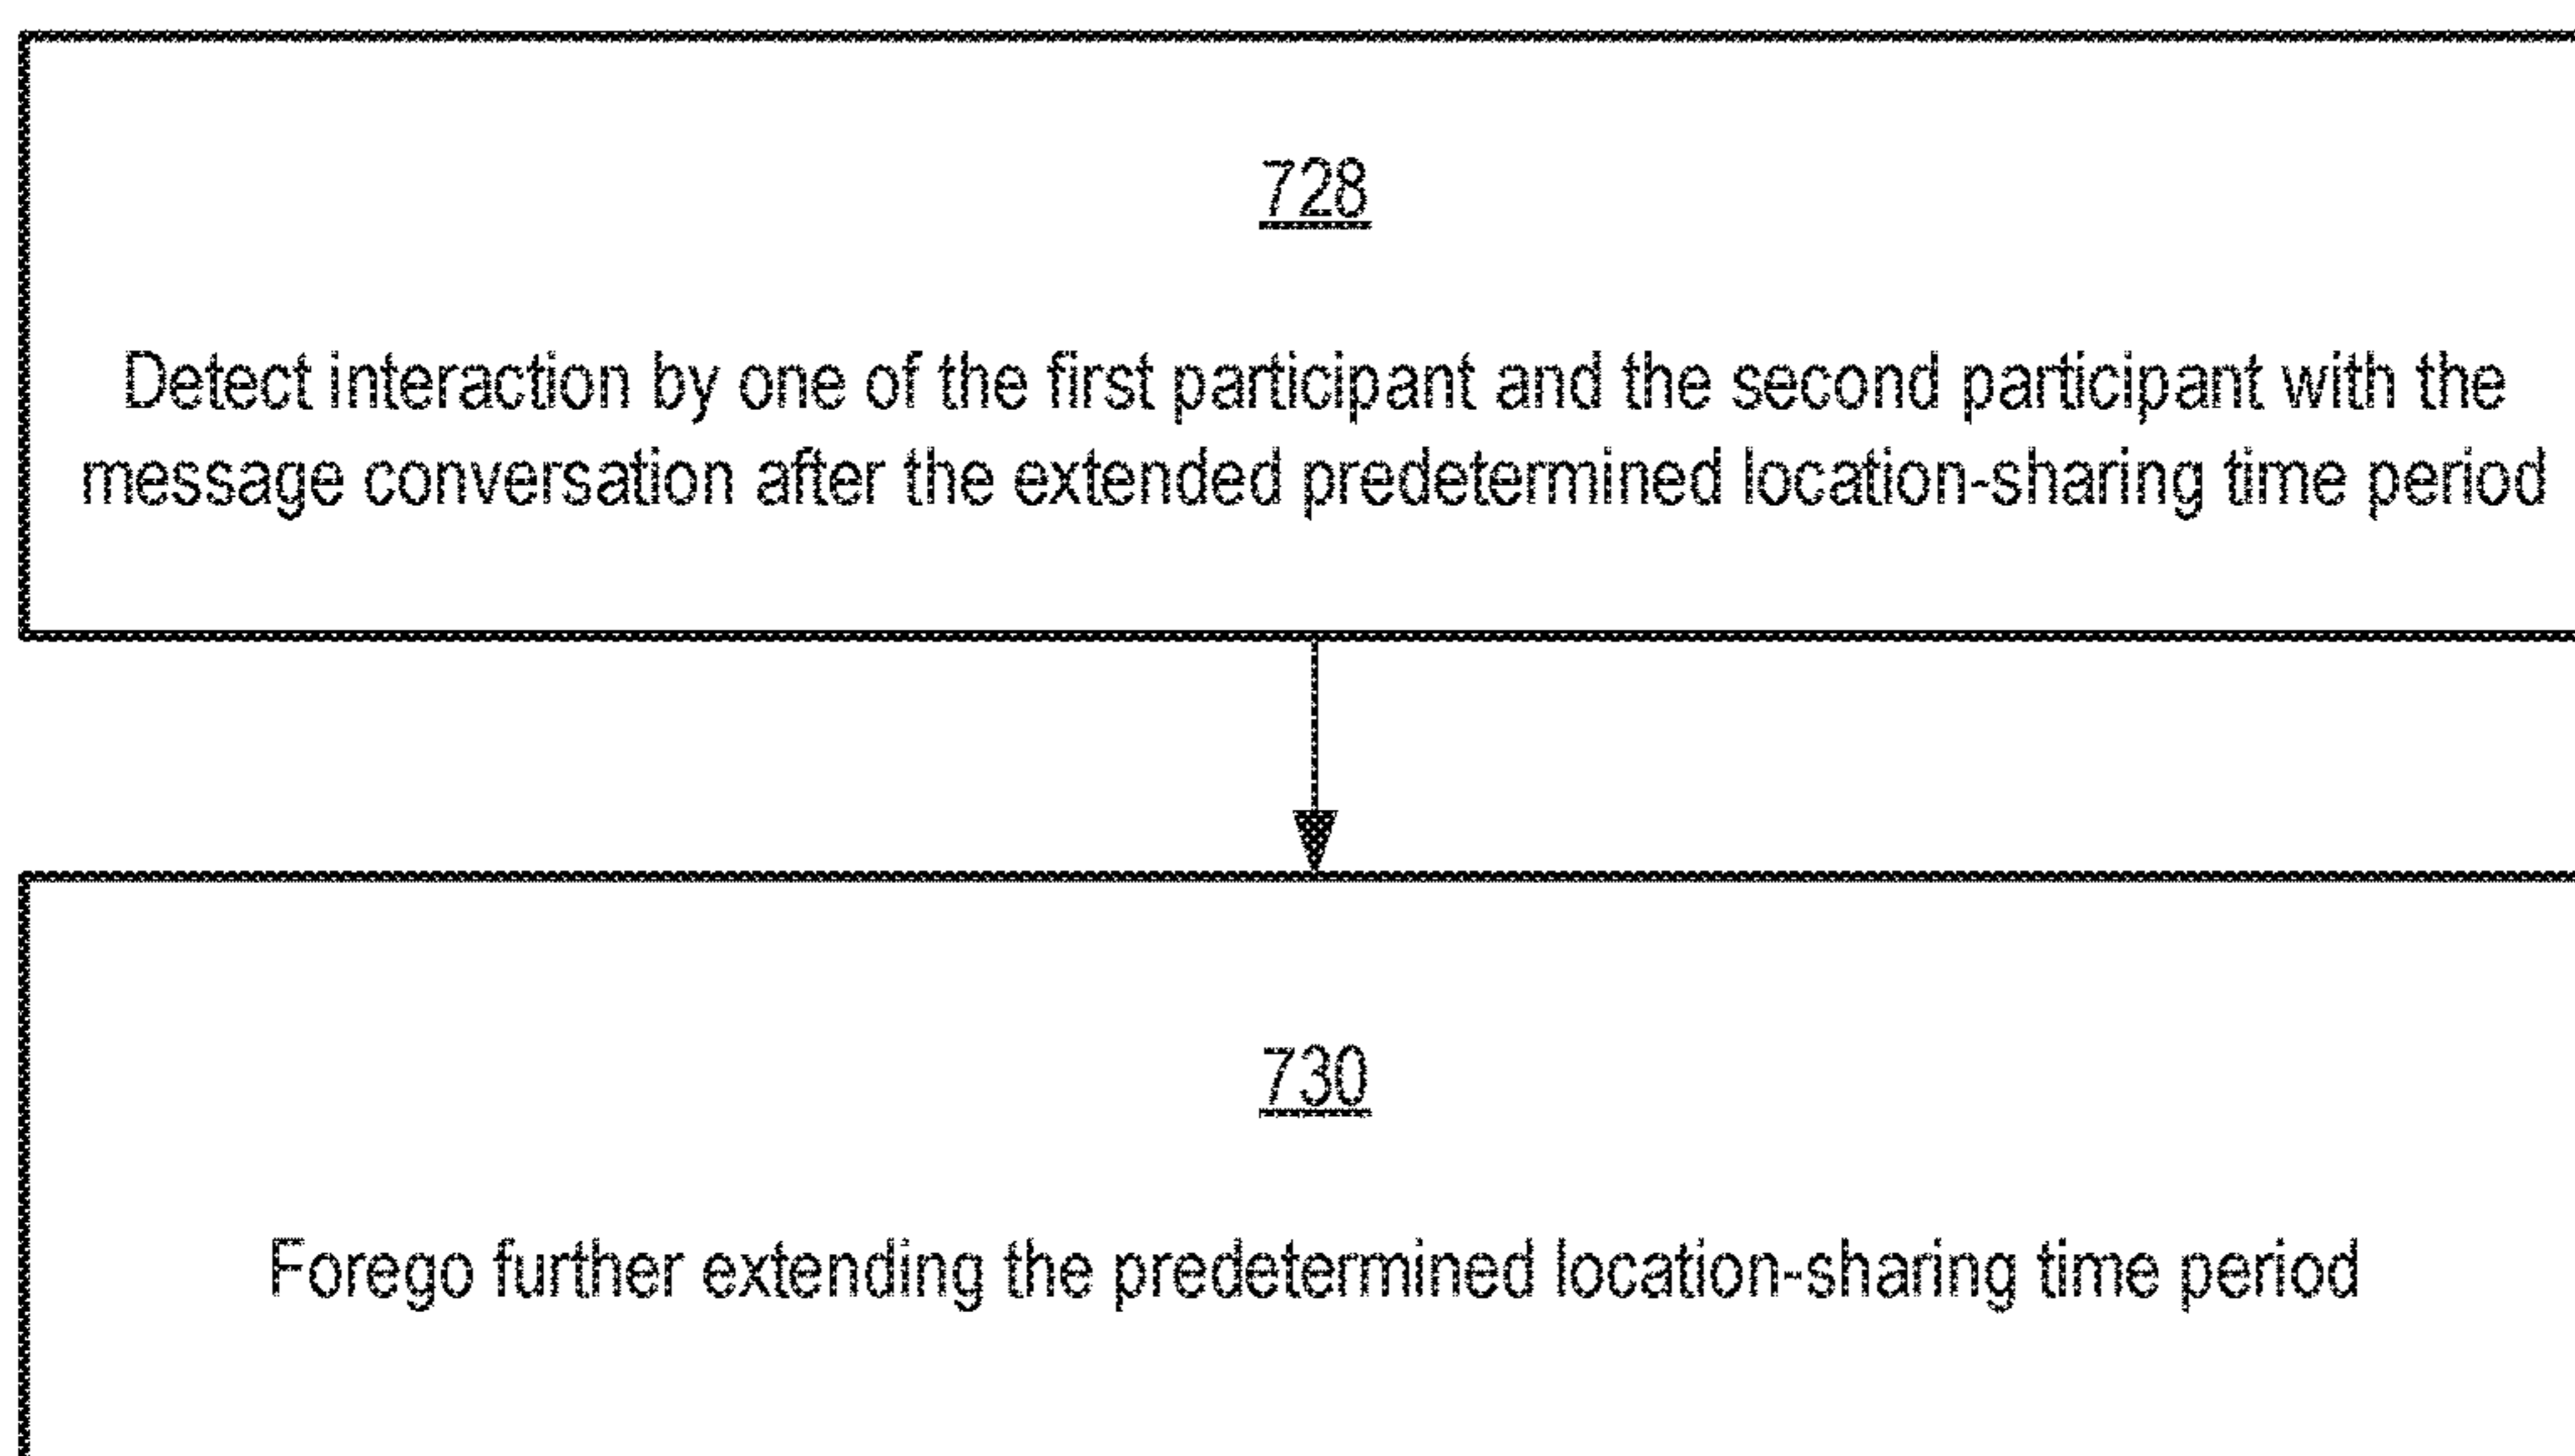 728
Detect interaction by one of the first participant and the second participant with the
message conversation after the extended predetermined location-sharing time period
730
Forego further extending the predetermined location-sharing time period